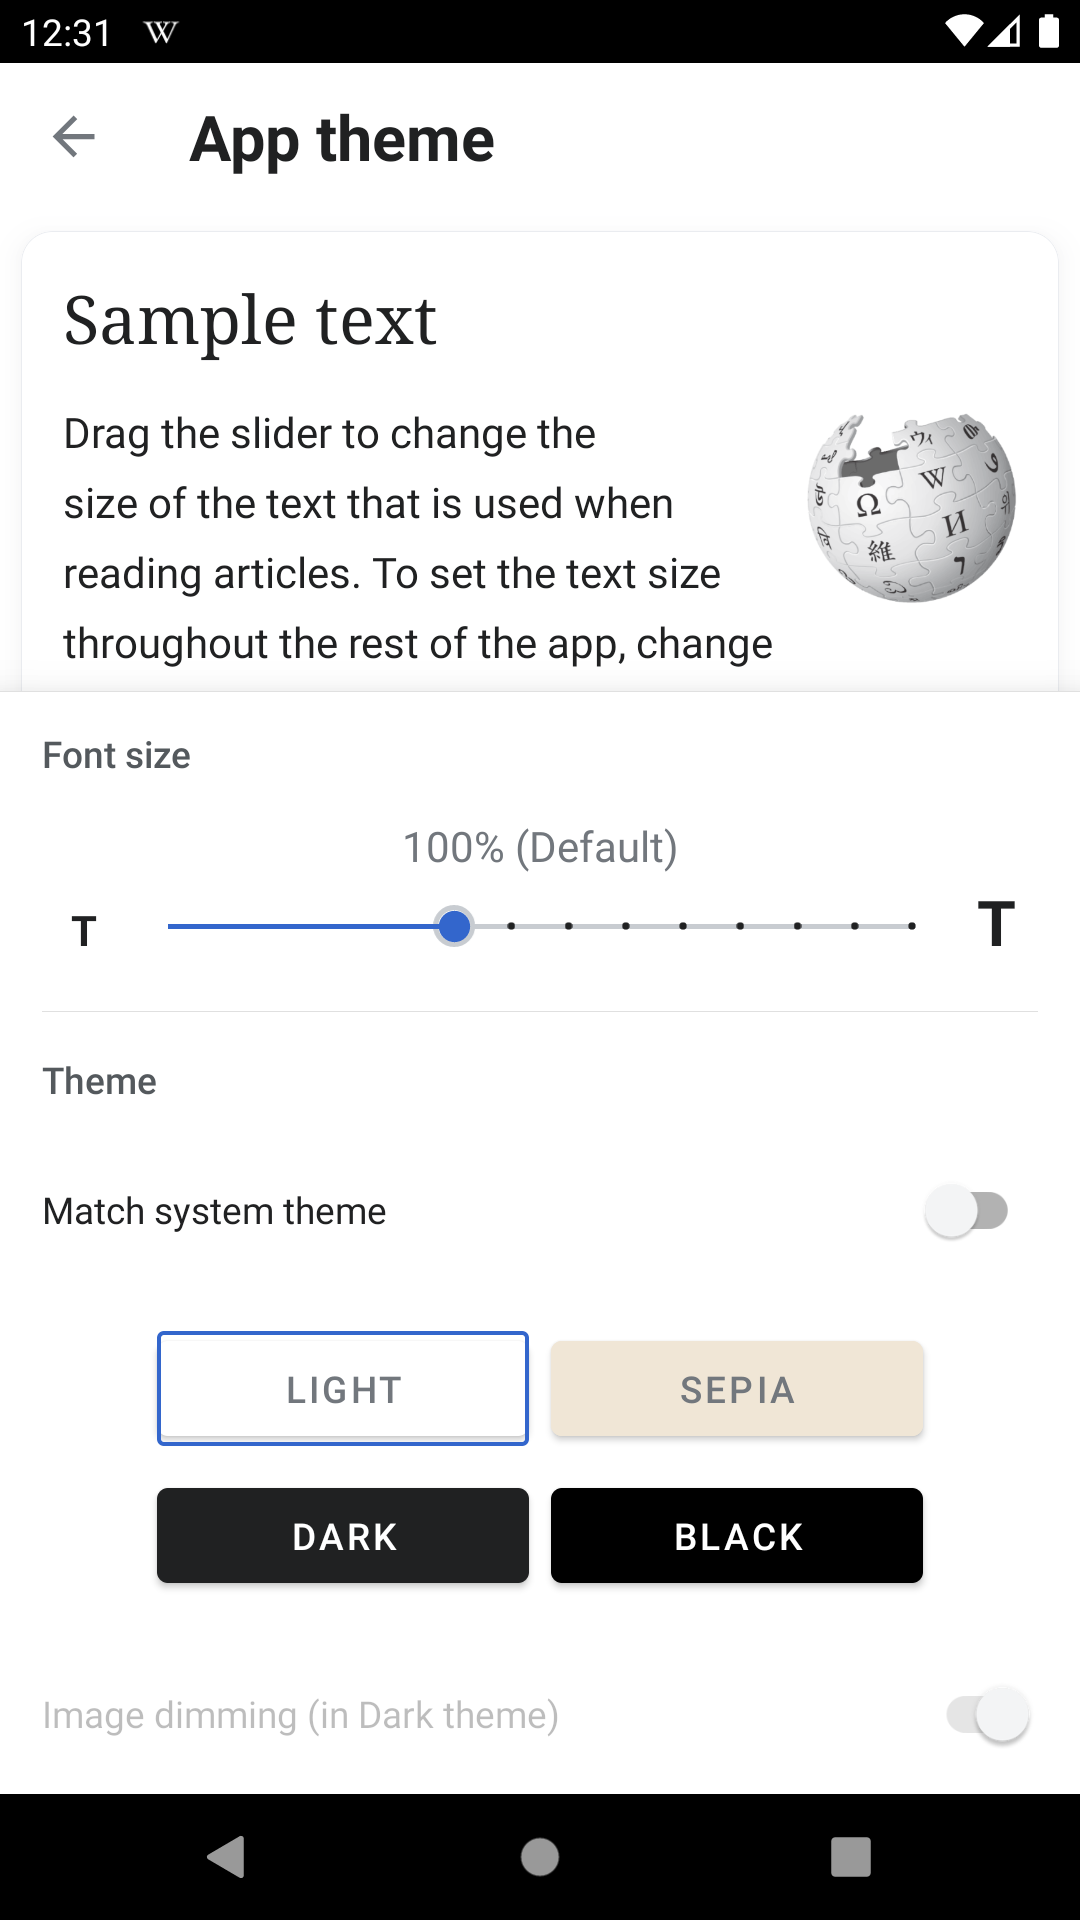 12:31
App theme
Sample text
Drag the slider to change the
size of the text that is used when
reading articles. To set the text size
throughout the rest of the app, change
Font size
100% (Default)
T T
Theme
Match system theme
LIGHT SEPIA
DARK BLACK
Image dimming (in Dark theme)